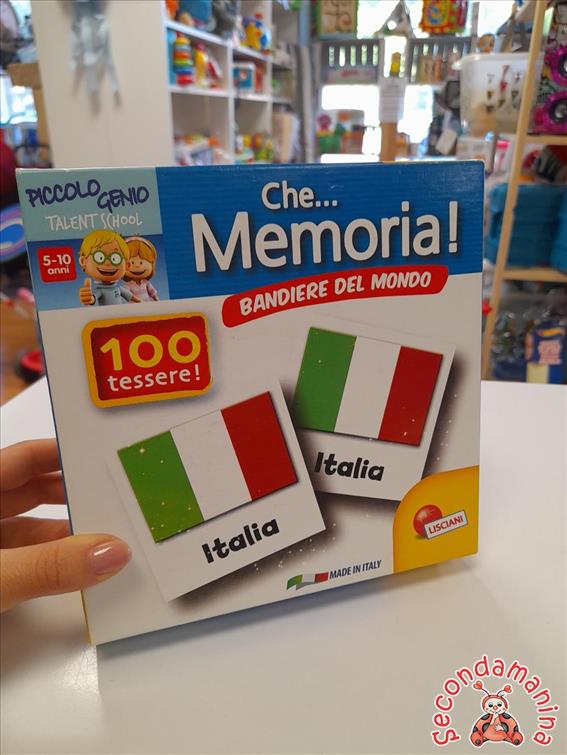 PICCOLO GENIO
TALENT SCHOOL
5-10
anni
Che...
Memoria!
BANDIERE DEL MONDO
100
tessere!
Italia
Italia
LISCIANI
MADE IN ITALY
Secondamanina